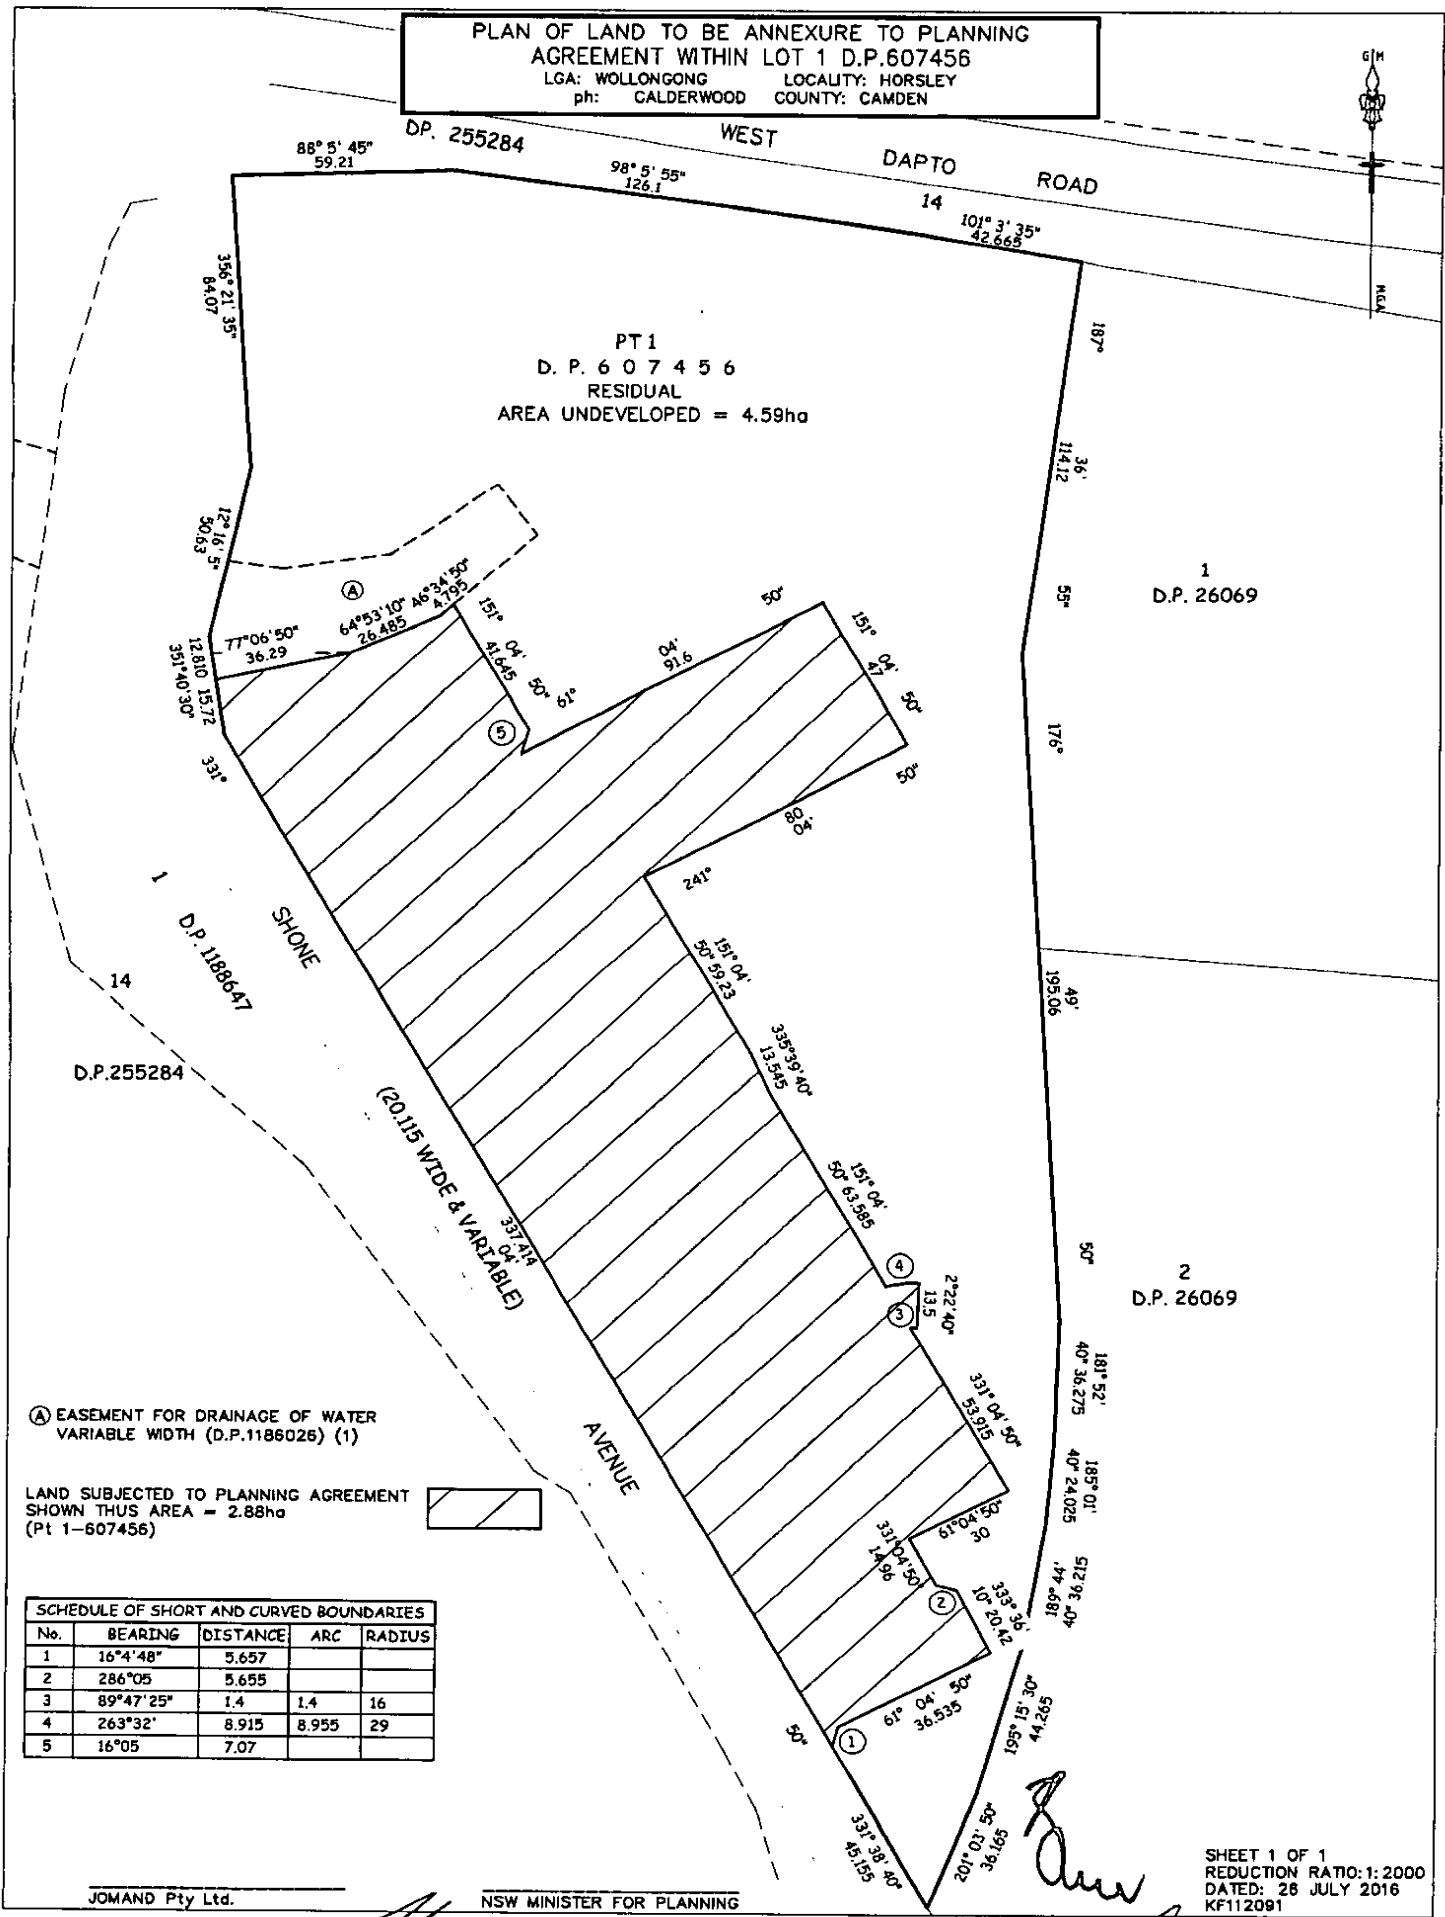 PLAN OF LAND TO BE ANNEXURE TO PLANNING
AGREEMENT WITHIN LOT 1 D.P.607456
LGA: WOLLONGONG LOCALITY: HORSLEY
ph: CALDERWOOD COUNTY: CAMDEN
G M
M.G.A
DP. 255284
WEST DAPTO ROAD
14
88° 5' 45"
59.21
98° 5' 55"
126.1
101° 3' 35"
42.665
356° 21' 35"
84.07
187° 36' 55"
114.12
PT 1
D. P. 6 0 7 4 5 6
RESIDUAL
AREA UNDEVELOPED = 4.59ha
12° 16' 5"
50.63
1
D.P. 26069
A
77°06'50"
36.29
64°53'10"
26.485
46°34'50"
4.795
151° 04' 50"
41.645
61° 04' 50"
91.6
151° 04' 50"
47
12.810 15.72
351°40'30"
5
331°
176° 49' 50"
195.06
241° 04' 50"
80
1
D.P. 1188647
SHONE
14
D.P.255284
151° 04'
50" 59.23
335°39'40"
13.545
(20.115 WIDE & VARIABLE)
337.414
04'
151° 04'
50" 63.585
4
3
2°22'40"
13.5
2
D.P. 26069
181° 52'
40" 36.275
331° 04' 50"
53.915
AVENUE
185° 01'
40" 24.025
A EASEMENT FOR DRAINAGE OF WATER
VARIABLE WIDTH (D.P.1186026) (1)
LAND SUBJECTED TO PLANNING AGREEMENT
SHOWN THUS AREA = 2.88ha
(Pt 1-607456)
61°04'50"
30
331°04'50"
14.96
2
333° 36'
10" 20.42
189° 44'
40" 36.215
SCHEDULE OF SHORT AND CURVED BOUNDARIES
No. BEARING DISTANCE ARC RADIUS
1 16°4'48" 5.657
2 286°05 5.655
3 89°47'25" 1.4 1.4 16
4 263°32' 8.915 8.955 29
5 16°05 7.07
61° 04' 50"
36.535
50"
1
195° 15' 30"
44.265
331° 38' 40"
45.155
201° 03' 50"
36.165
JOMAND Pty Ltd.
NSW MINISTER FOR PLANNING
SHEET 1 OF 1
REDUCTION RATIO: 1: 2000
DATED: 28 JULY 2016
KF112091